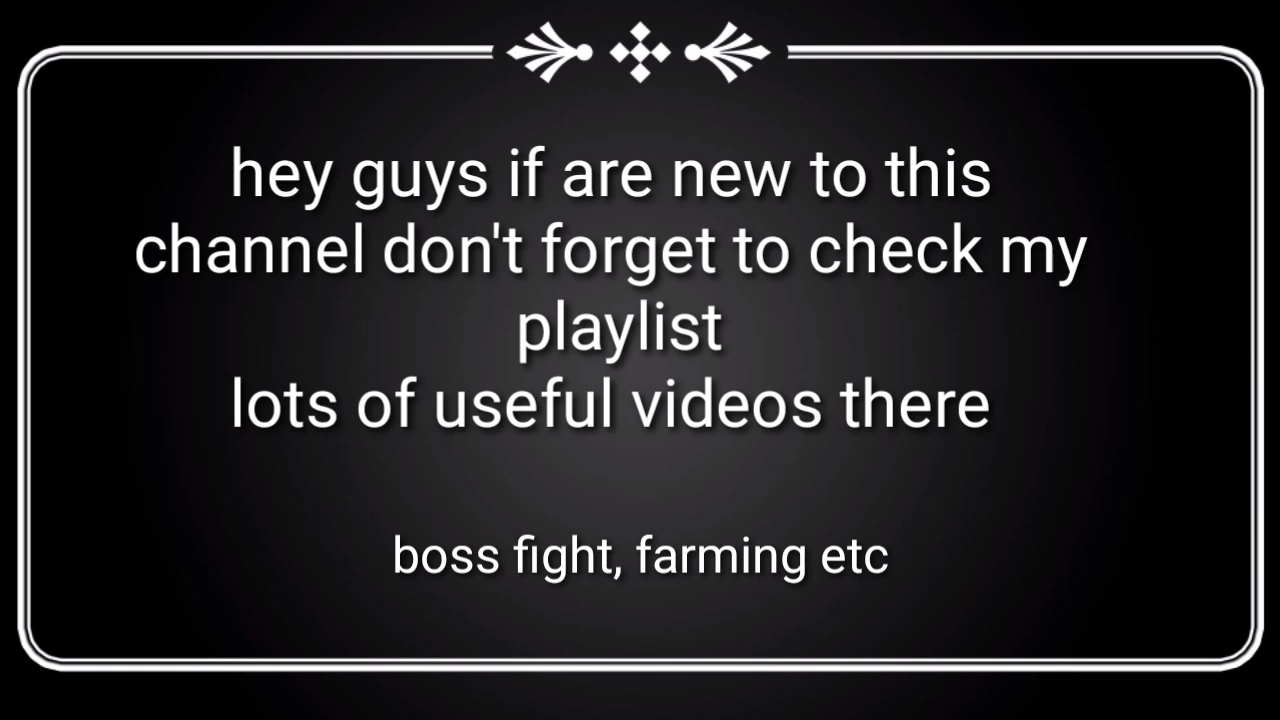 hey guys if are new to this
channel don't forget to check my
playlist
lots of useful videos there
boss fight, farming etc